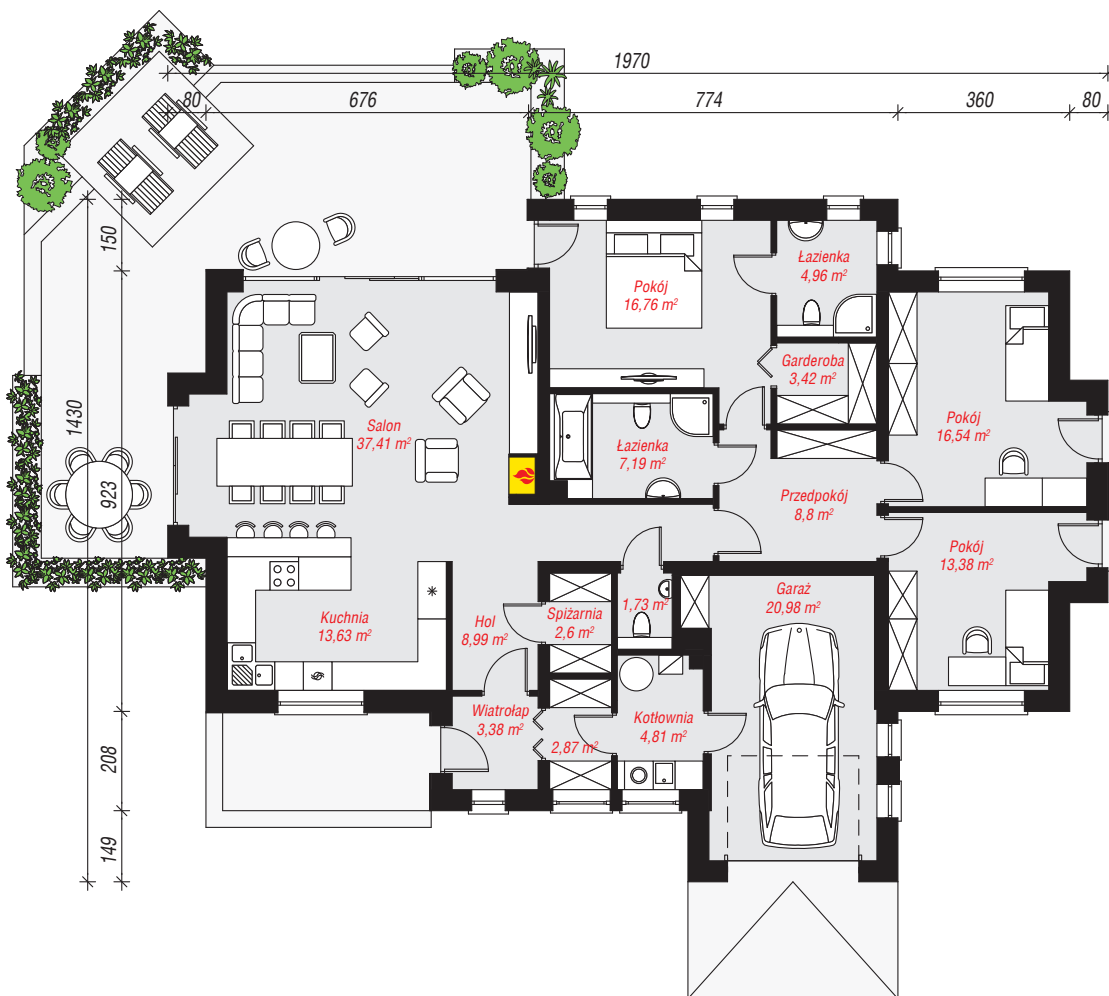 1970
80
676
774
360
80
150
1430
923
208
149
Pokój
16,76 m²
Łazienka
4,96 m²
Garderoba
3,42 m²
Pokój
16,54 m²
Salon
37,41 m²
Łazienka
7,19 m²
Przedpokój
8,8 m²
Pokój
13,38 m²
Kuchnia
13,63 m²
Hol
8,99 m²
Spiżarnia
2,6 m²
1,73 m²
Garaż
20,98 m²
Wiatrołap
3,38 m²
2,87 m²
Kotłownia
4,81 m²